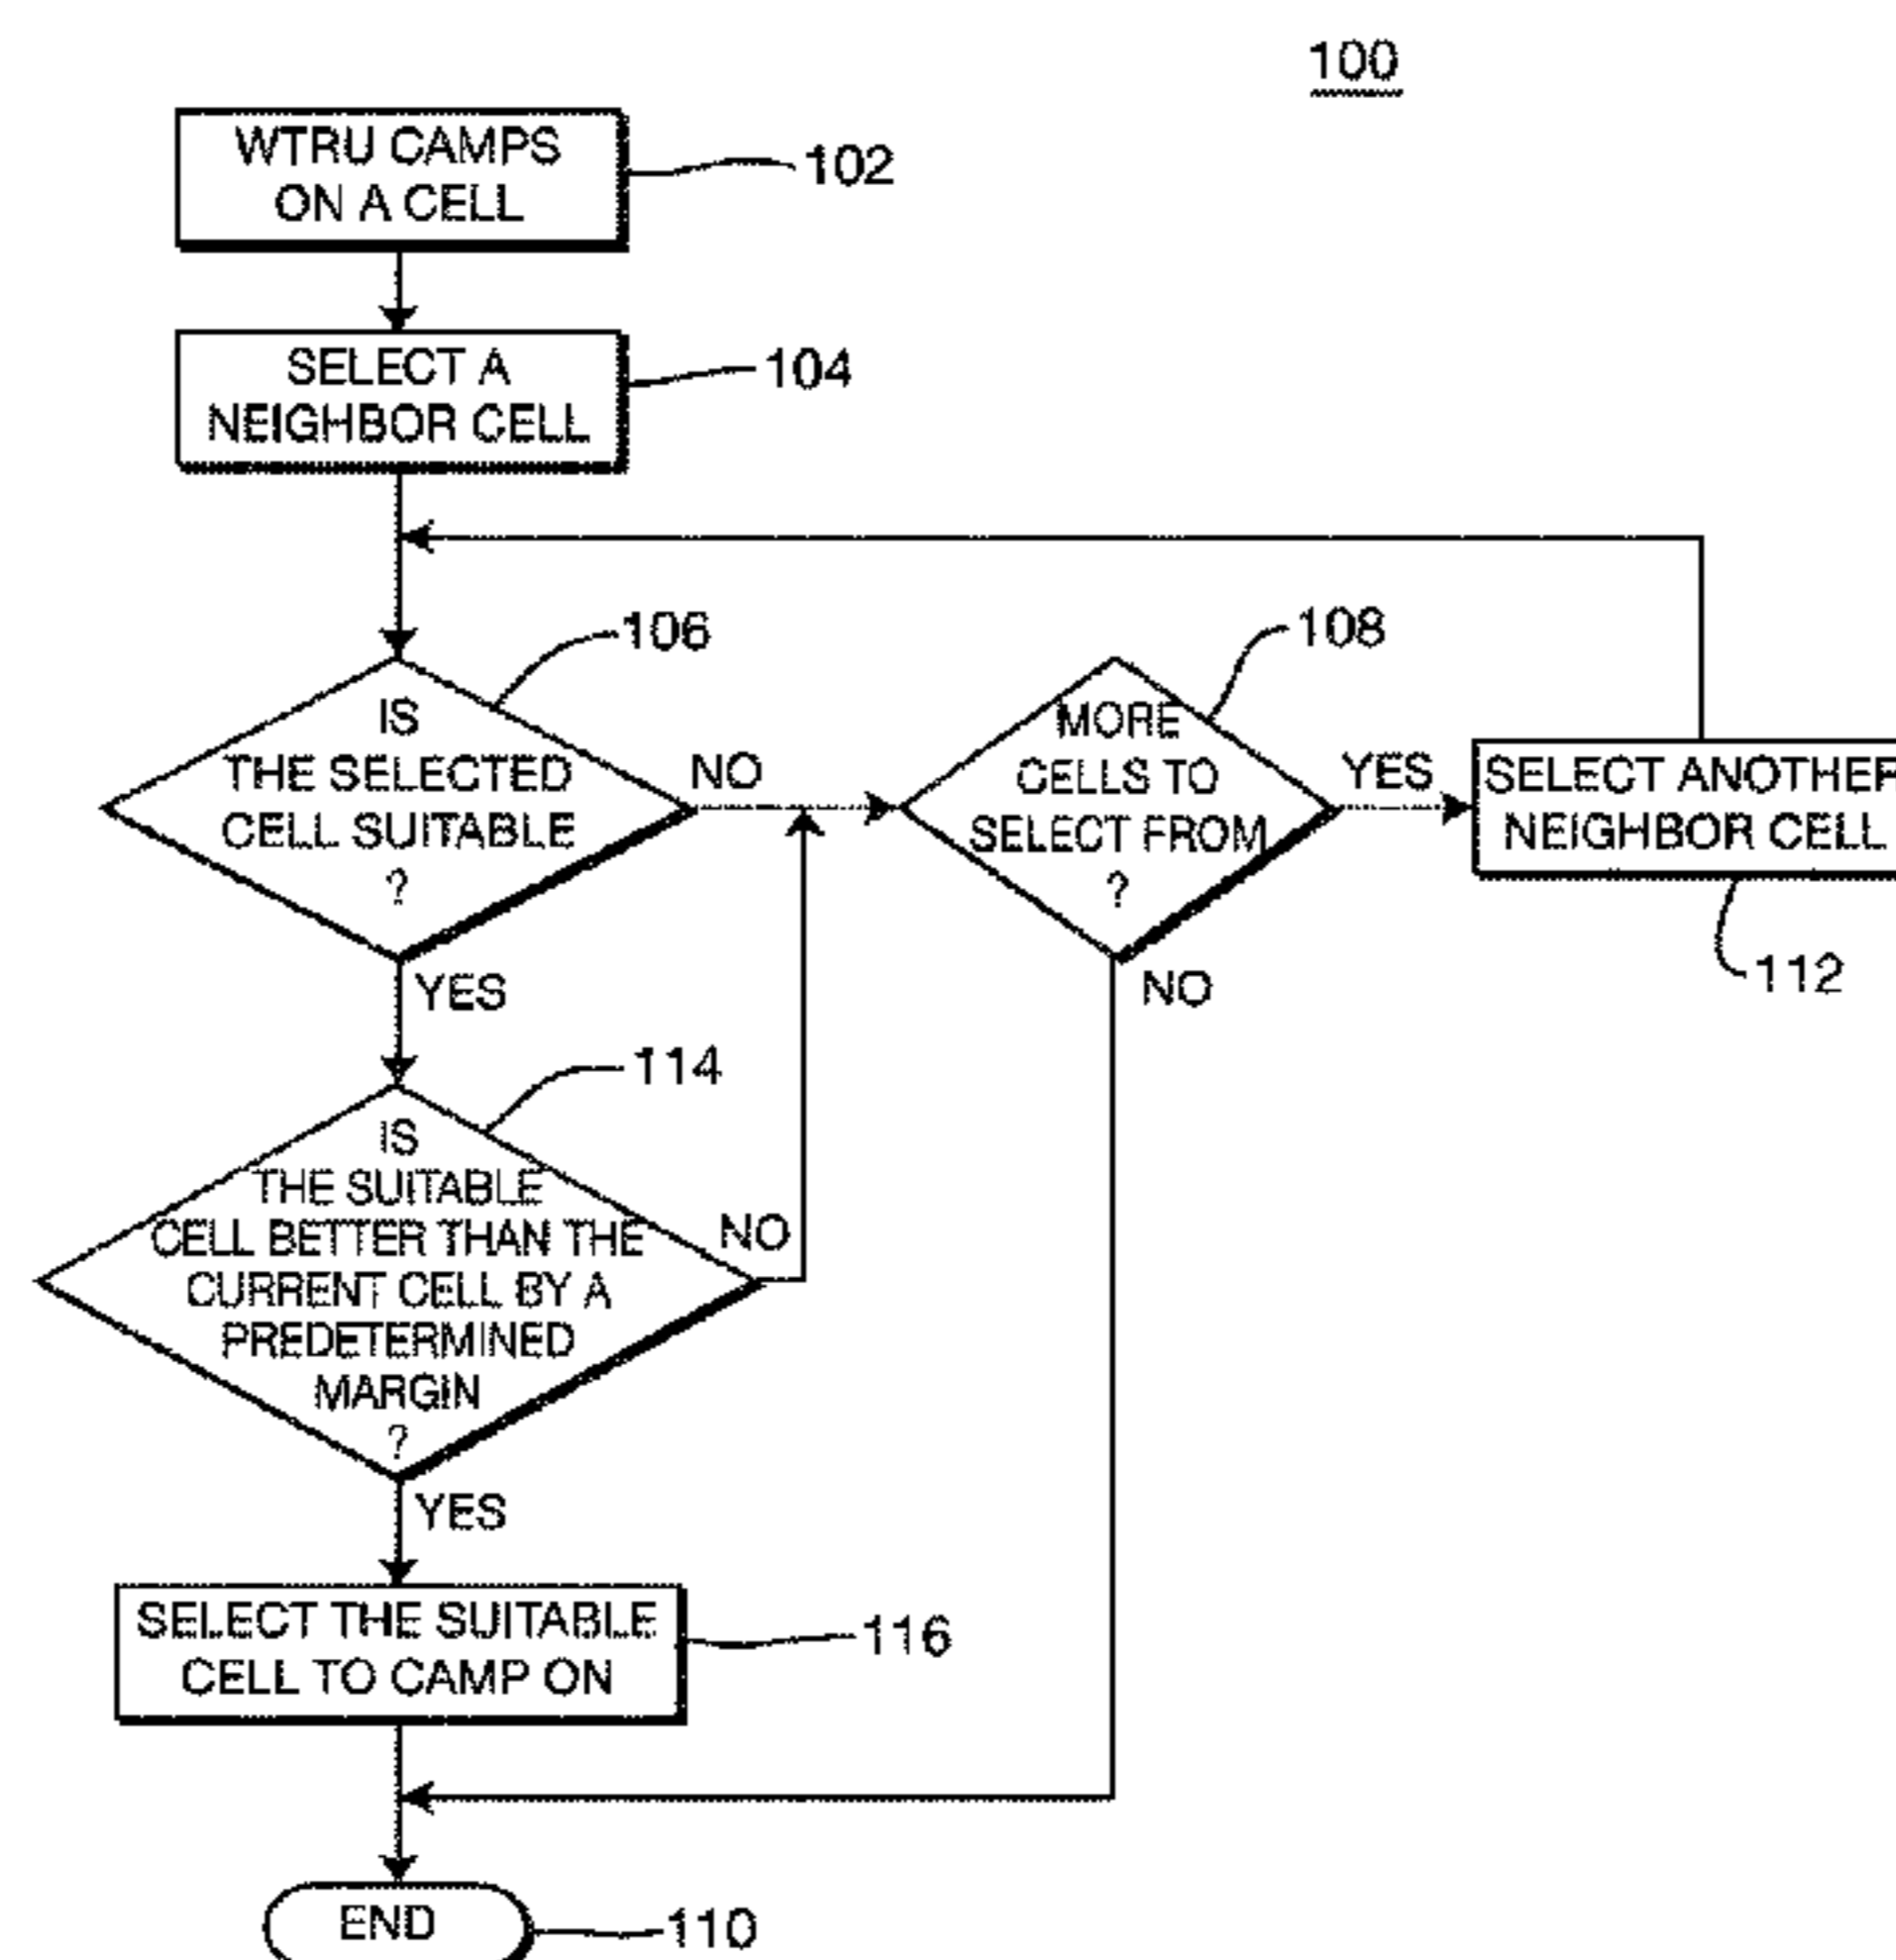 100
WTRU CAMPS
ON A CELL
102
SELECT A
NEIGHBOR CELL
104
IS
THE SELECTED
CELL SUITABLE
?
106
NO
YES
MORE
CELLS TO
SELECT FROM
?
108
YES
NO
SELECT ANOTHER
NEIGHBOR CELL
112
IS
THE SUITABLE
CELL BETTER THAN THE
CURRENT CELL BY A
PREDETERMINED
MARGIN
?
114
NO
YES
SELECT THE SUITABLE
CELL TO CAMP ON
116
END
110